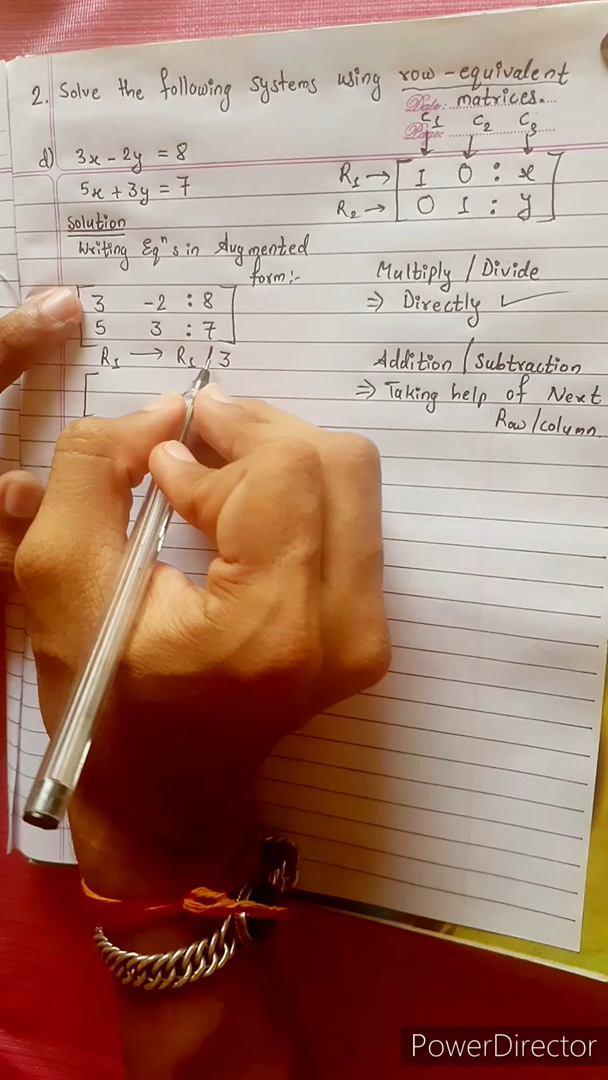 2. Solve the following systems using row-equivalent
Date: matrices.
Page:
C1 C2 C3
d) 3x - 2y = 8
5x + 3y = 7
R1 → [ 1 0 : x
R2 → 0 1 : y ]
Solution
Writing Eqⁿs in Augmented
form:-
[ 3 -2 : 8
5 3 : 7 ]
R1 → R1 / 3
[
Multiply / Divide
⇒ Directly ✓
Addition / Subtraction
⇒ Taking help of Next
Row/column.
PowerDirector